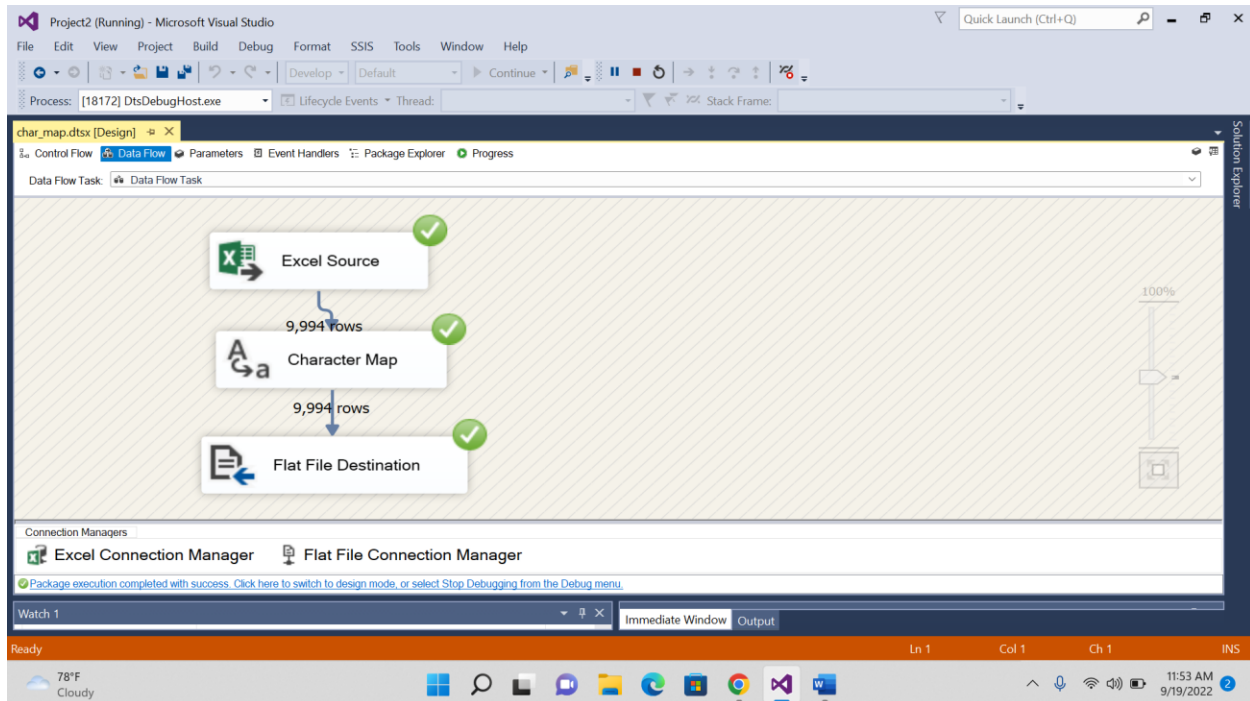 Project2 (Running) - Microsoft Visual Studio
Quick Launch (Ctrl+Q)
File Edit View Project Build Debug Format SSIS Tools Window Help
Develop Default Continue
Process: [18172] DtsDebugHost.exe Lifecycle Events Thread: Stack Frame:
char_map.dtsx [Design]
Control Flow Data Flow Parameters Event Handlers Package Explorer Progress
Data Flow Task: Data Flow Task
Solution Explorer
Excel Source
9,994 rows
Character Map
9,994 rows
Flat File Destination
100%
Connection Managers
Excel Connection Manager Flat File Connection Manager
Package execution completed with success. Click here to switch to design mode, or select Stop Debugging from the Debug menu.
Watch 1
Immediate Window Output
Ready Ln 1 Col 1 Ch 1 INS
78°F
Cloudy
11:53 AM
9/19/2022
2